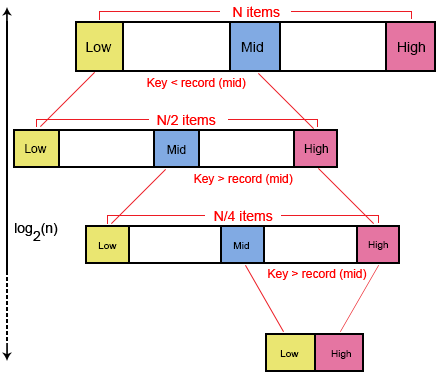 N items
Low Mid High
Key < record (mid)
N/2 items
Low Mid High
Key > record (mid)
N/4 items
log2(n)
Low Mid High
Key > record (mid)
Low High